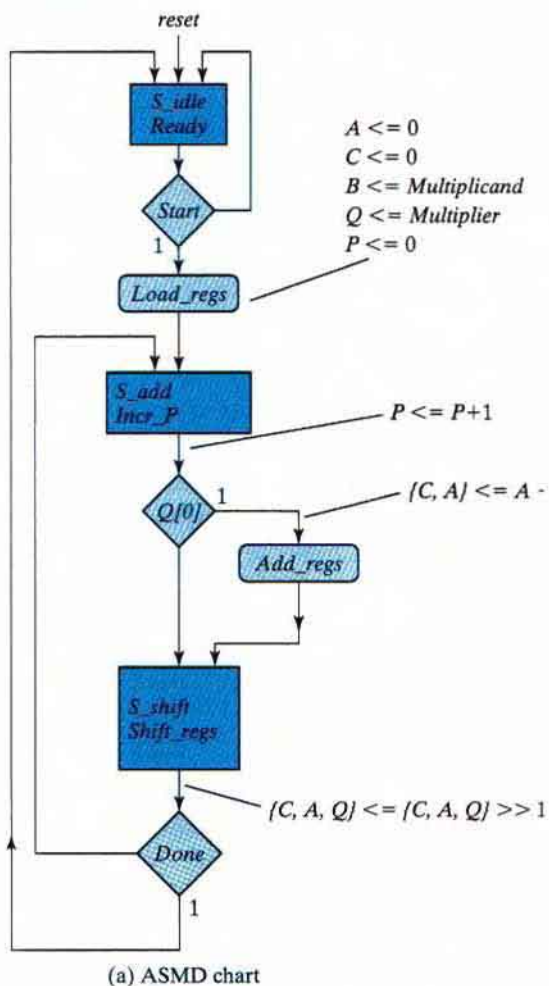 reset
S_idle
Ready
A <= 0
C <= 0
B <= Multiplicand
Q <= Multiplier
P <= 0
Start
1
Load_regs
S_add
Incr_P
P <= P+1
Q[0]
1
{C, A} <= A -
Add_regs
S_shift
Shift_regs
{C, A, Q} <= {C, A, Q} >> 1
Done
1
(a) ASMD chart